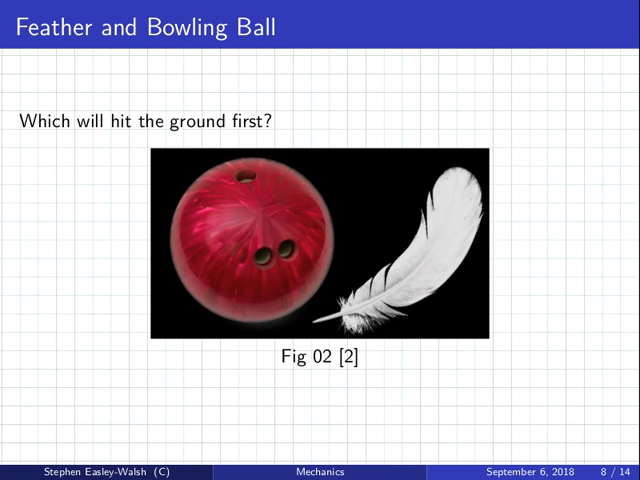 Feather and Bowling Ball
Which will hit the ground first?
Fig 02 [2]
Stephen Easley-Walsh (C) Mechanics September 6, 2018 8 / 14